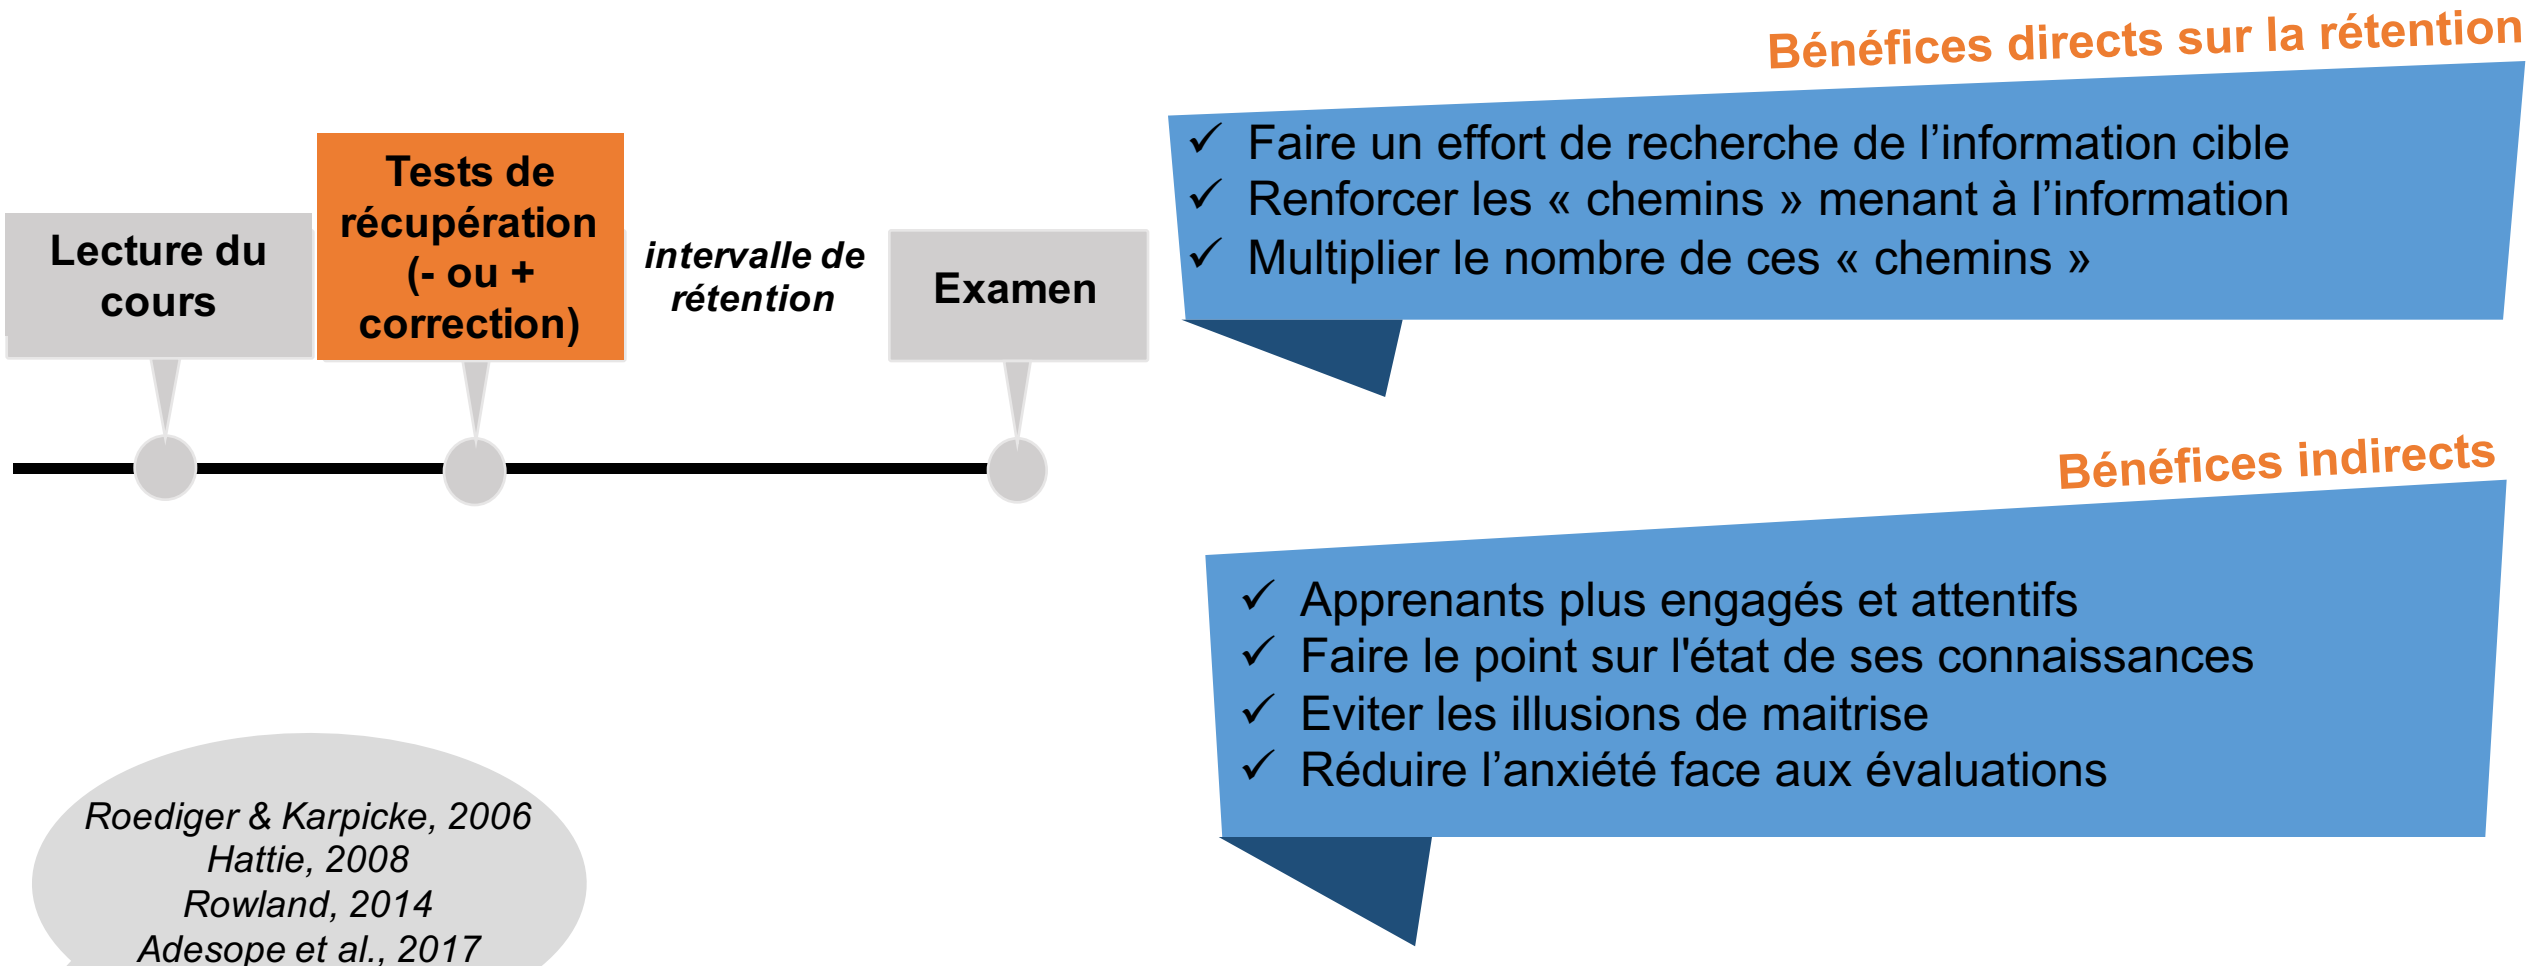 Lecture du
cours
Tests de
récupération
(- ou +
correction)
intervalle de
rétention
Examen
Bénéfices directs sur la rétention
✓ Faire un effort de recherche de l’information cible
✓ Renforcer les « chemins » menant à l’information
✓ Multiplier le nombre de ces « chemins »
Bénéfices indirects
✓ Apprenants plus engagés et attentifs
✓ Faire le point sur l'état de ses connaissances
✓ Eviter les illusions de maitrise
✓ Réduire l’anxiété face aux évaluations
Roediger & Karpicke, 2006
Hattie, 2008
Rowland, 2014
Adesope et al., 2017